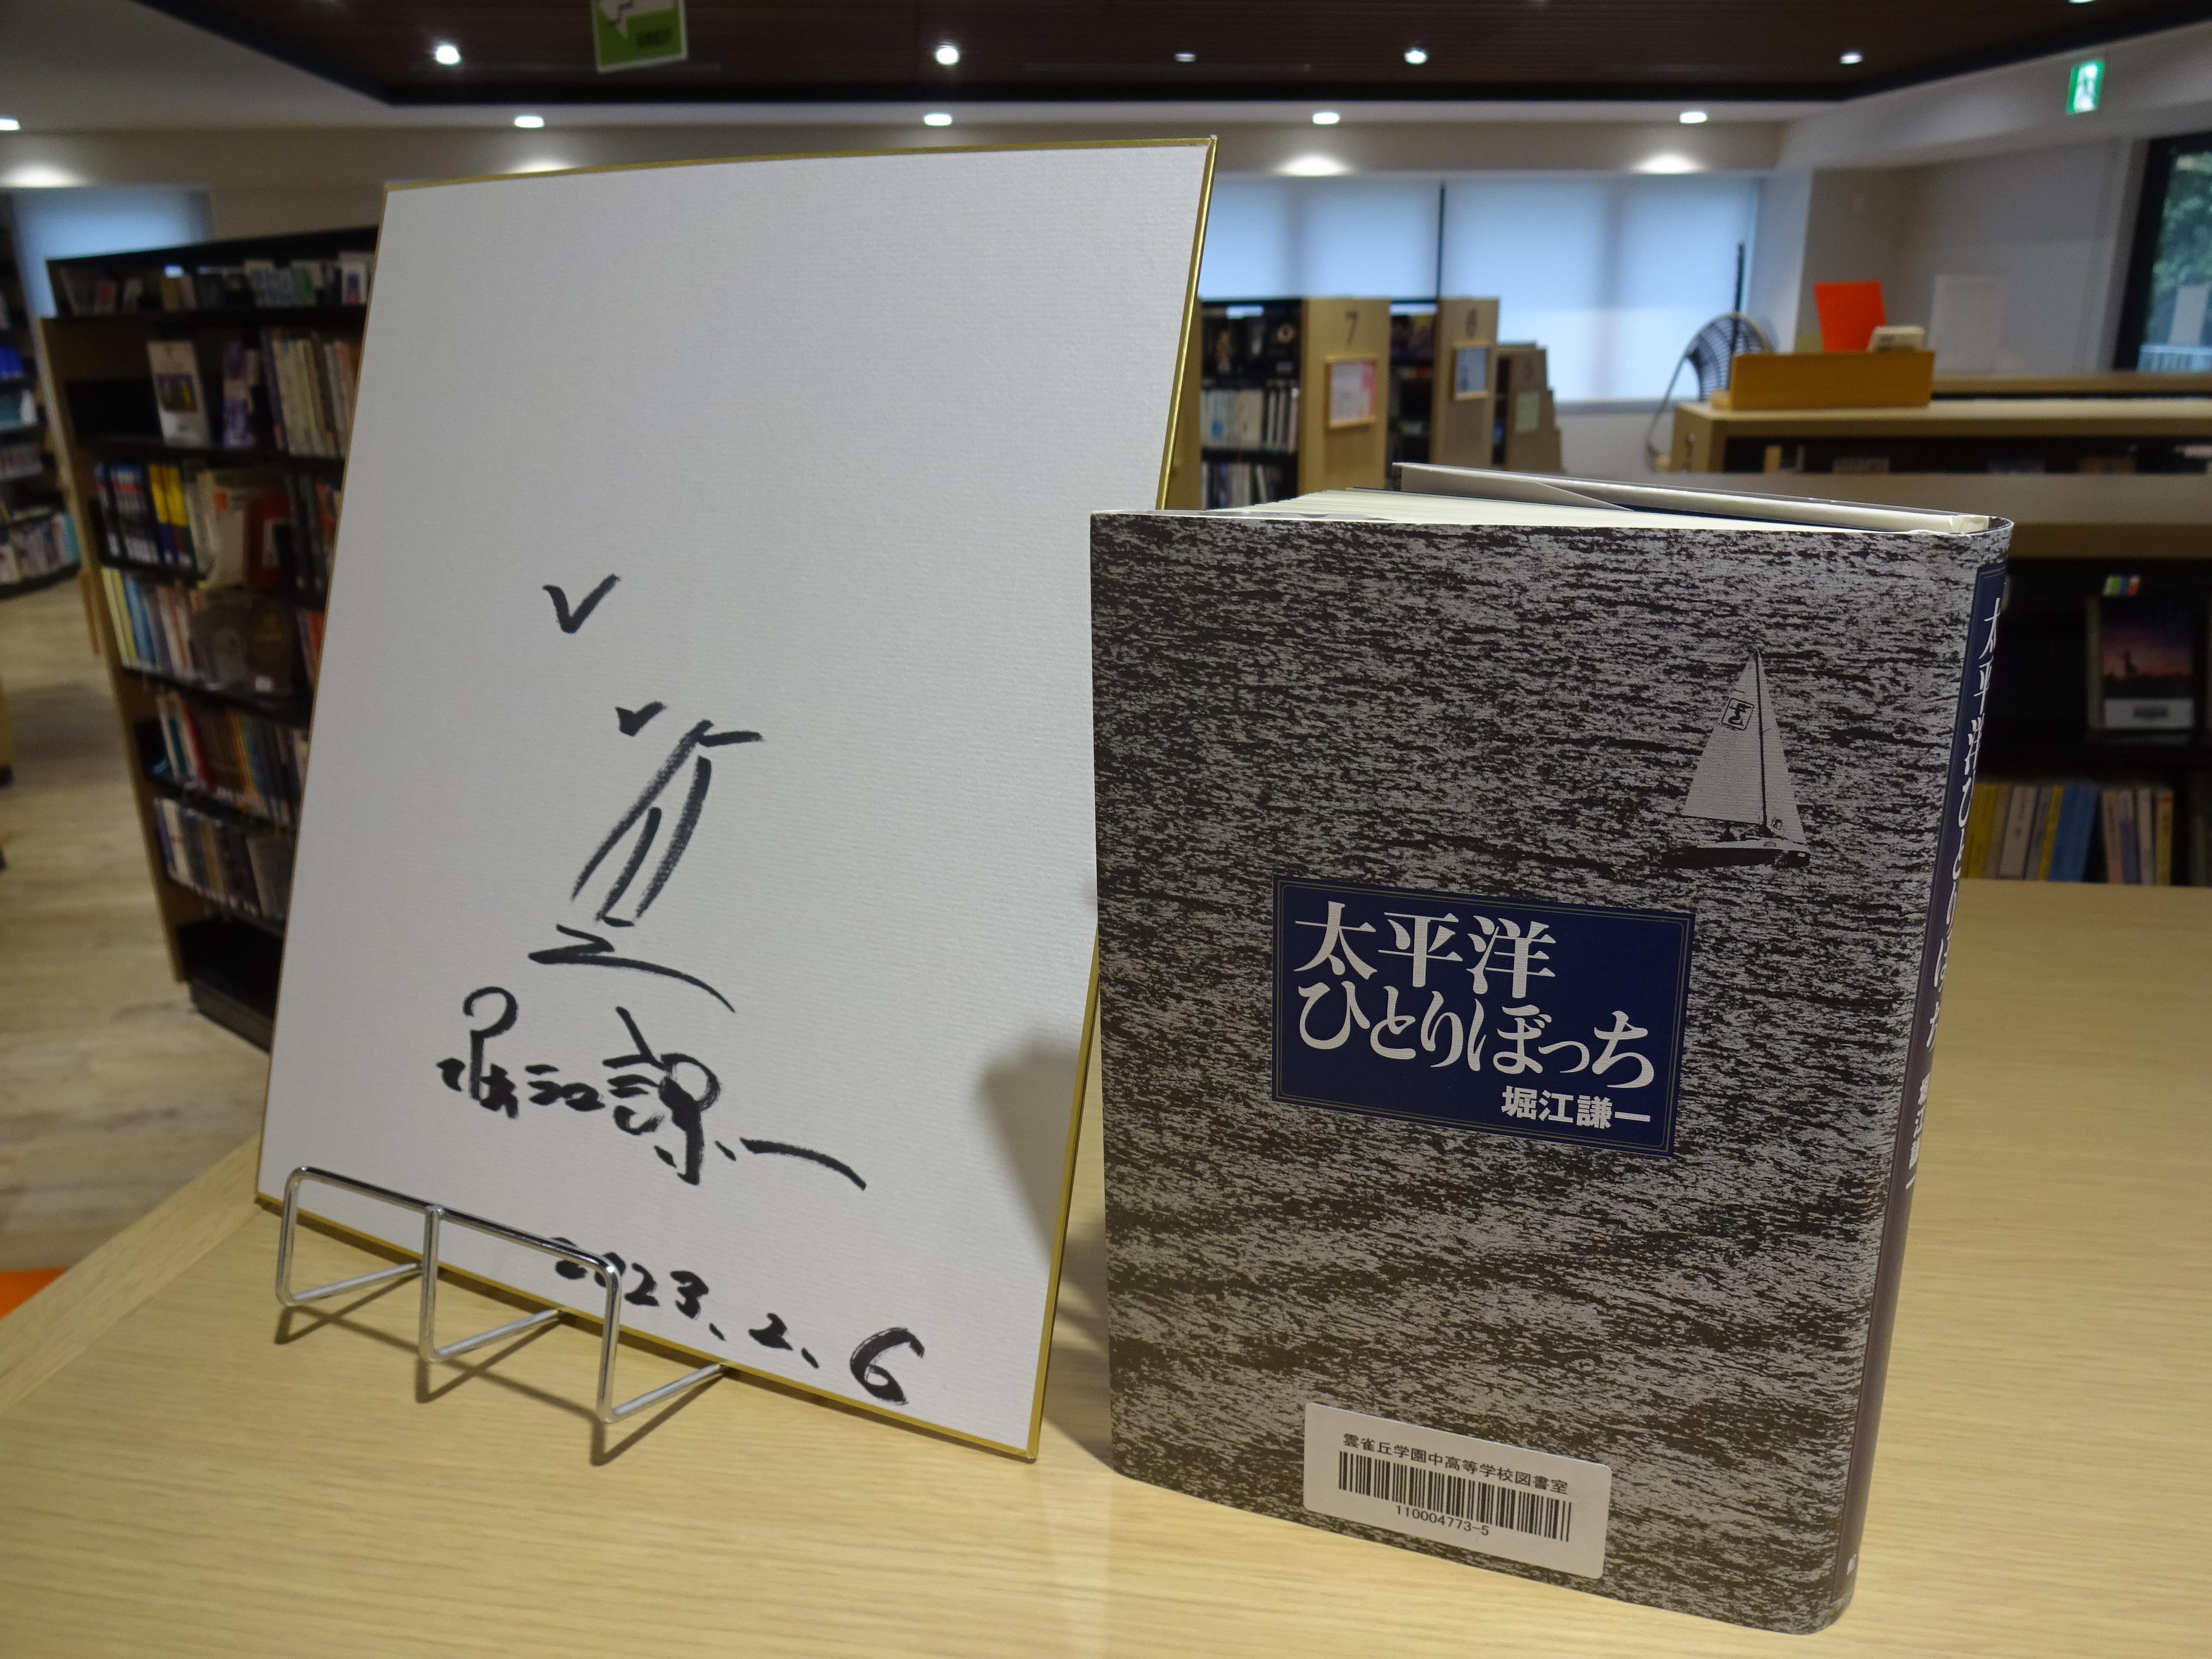 堀江謙一
2023.2.6
太平洋
ひとりぼっち
堀江謙一
太平洋ひとりぼっち 堀江謙一
雲雀丘学園中高等学校図書室
110004773-5
7
6